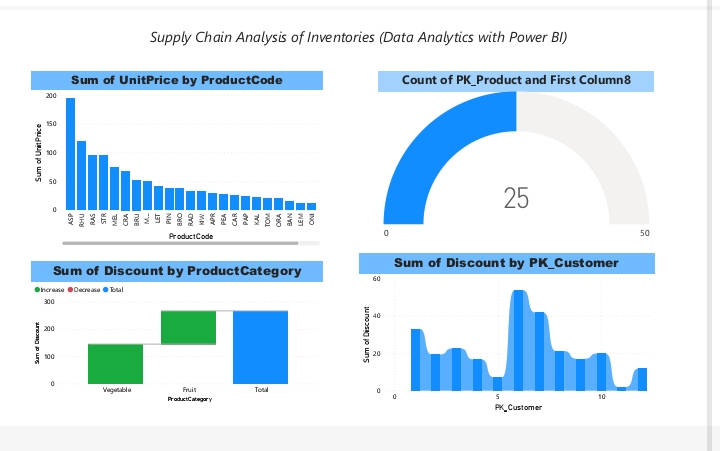 Supply Chain Analysis of Inventories (Data Analytics with Power BI)
Sum of UnitPrice by ProductCode
Sum of UnitPrice
200
150
100
50
0
ASP RHU RAS STR MEL CRA BRU M... LET PIN BRO RAD KIW APR PEA CAR PAP KAL TOM ORA BAN LEM ONI
ProductCode
Count of PK_Product and First Column8
25
0 50
Sum of Discount by ProductCategory
Increase Decrease Total
Sum of Discount
300
200
100
0
Vegetable Fruit Total
ProductCategory
Sum of Discount by PK_Customer
Sum of Discount
60
40
20
0
0 5 10
PK_Customer